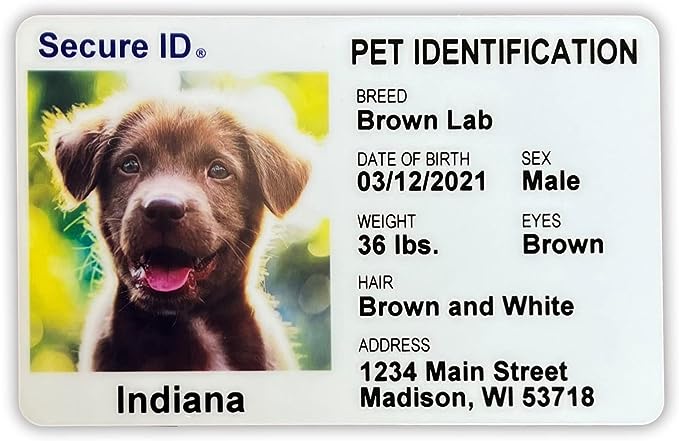 Secure ID®
PET IDENTIFICATION
BREED
Brown Lab
DATE OF BIRTH SEX
03/12/2021 Male
WEIGHT EYES
36 lbs. Brown
HAIR
Brown and White
ADDRESS
1234 Main Street
Madison, WI 53718
Indiana